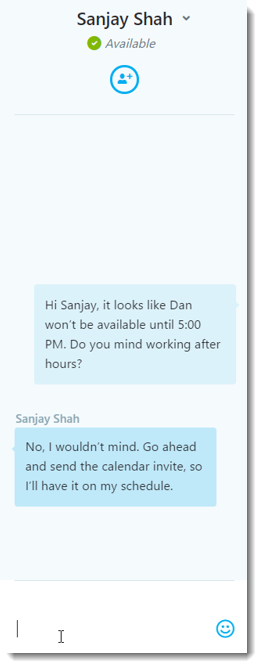 Sanjay Shah
Available
Hi Sanjay, it looks like Dan
won't be available until 5:00
PM. Do you mind working after
hours?
Sanjay Shah
No, I wouldn't mind. Go ahead
and send the calendar invite, so
I'll have it on my schedule.